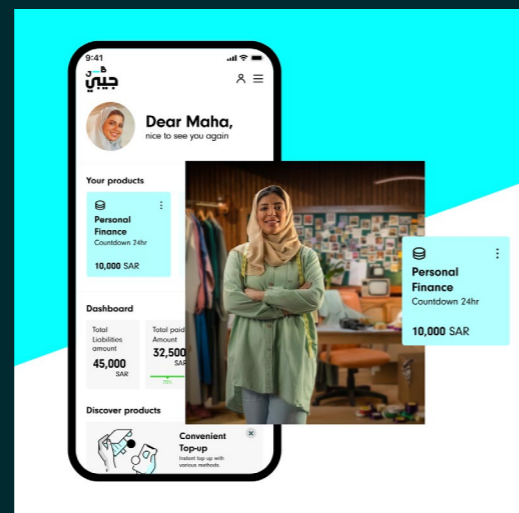 9:41
جيبي
Dear Maha,
nice to see you again
Your products
Personal
Finance
Countdown 24hr
10,000 SAR
Dashboard
Total
Liabilities
amount
45,000
SAR
Total paid
Amount
32,500
SAR
Discover products
Convenient
Top-up
Instant top up with
various methods.
Personal
Finance
Countdown 24hr
10,000 SAR